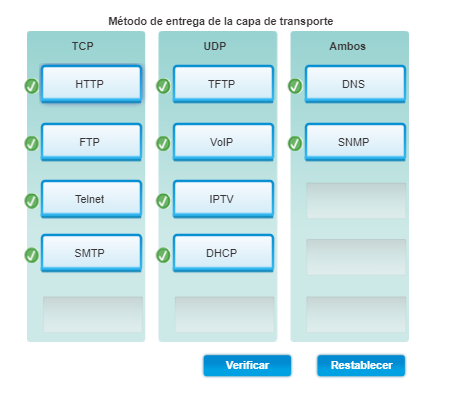 Método de entrega de la capa de transporte
TCP UDP Ambos
HTTP TFTP DNS
FTP VoIP SNMP
Telnet IPTV
SMTP DHCP
Verificar Restablecer